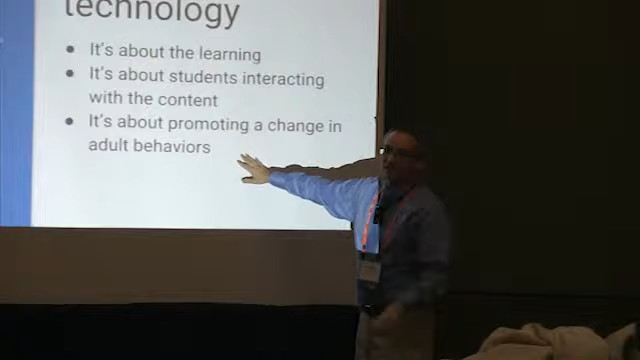 technology
● It's about the learning
● It's about students interacting
with the content
● It's about promoting a change in
adult behaviors